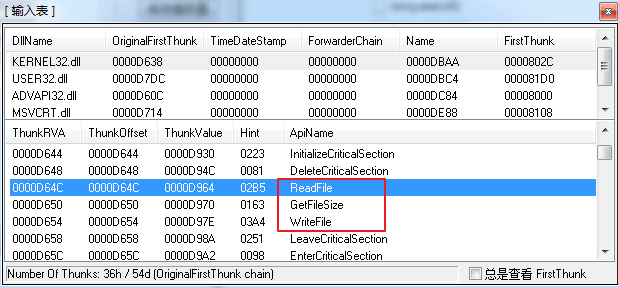 [ 输入表 ]
DllName OriginalFirstThunk TimeDateStamp ForwarderChain Name FirstThunk
KERNEL32.dll 0000D638 00000000 00000000 0000DBAA 0000802C
USER32.dll 0000D7DC 00000000 00000000 0000DBC4 000081D0
ADVAPI32.dll 0000D60C 00000000 00000000 0000DC84 00008000
MSVCRT.dll 0000D714 00000000 00000000 0000DE88 00008108
ThunkRVA ThunkOffset ThunkValue Hint ApiName
0000D644 0000D644 0000D930 0223 InitializeCriticalSection
0000D648 0000D648 0000D94C 0081 DeleteCriticalSection
0000D64C 0000D64C 0000D964 02B5 ReadFile
0000D650 0000D650 0000D970 0163 GetFileSize
0000D654 0000D654 0000D97E 03A4 WriteFile
0000D658 0000D658 0000D98A 0251 LeaveCriticalSection
0000D65C 0000D65C 0000D9A2 0098 EnterCriticalSection
Number Of Thunks: 36h / 54d (OriginalFirstThunk chain) 总是查看 FirstThunk